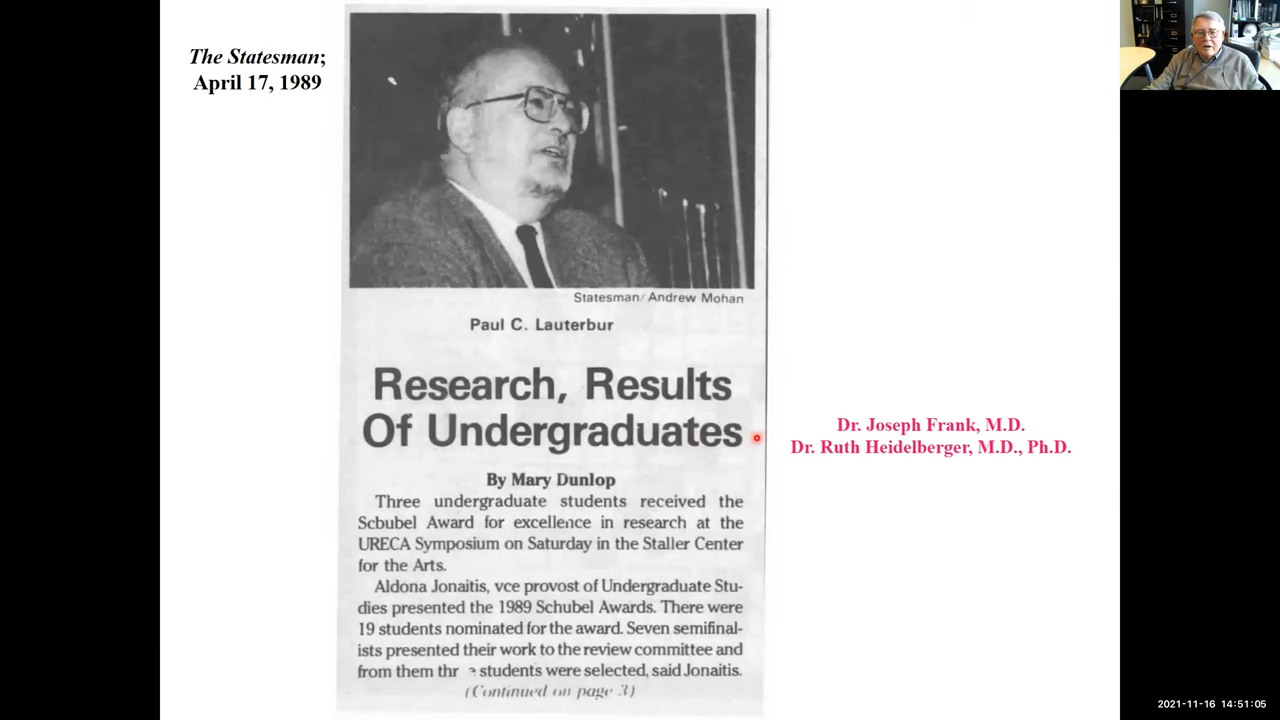 The Statesman;
April 17, 1989
Statesman/Andrew Mohan
Paul C. Lauterbur
Research, Results
Of Undergraduates
By Mary Dunlop
Three undergraduate students received the
Scbubel Award for excellence in research at the
URECA Symposium on Saturday in the Staller Center
for the Arts.
Aldona Jonaitis, vce provost of Undergraduate Stu-
dies presented the 1989 Schubel Awards. There were
19 students nominated for the award. Seven semifinal-
ists presented their work to the review committee and
from them thr e students were selected, said Jonaitis.
(Continued on page 3)
Dr. Joseph Frank, M.D.
Dr. Ruth Heidelberger, M.D., Ph.D.
2021-11-16 14:51:05